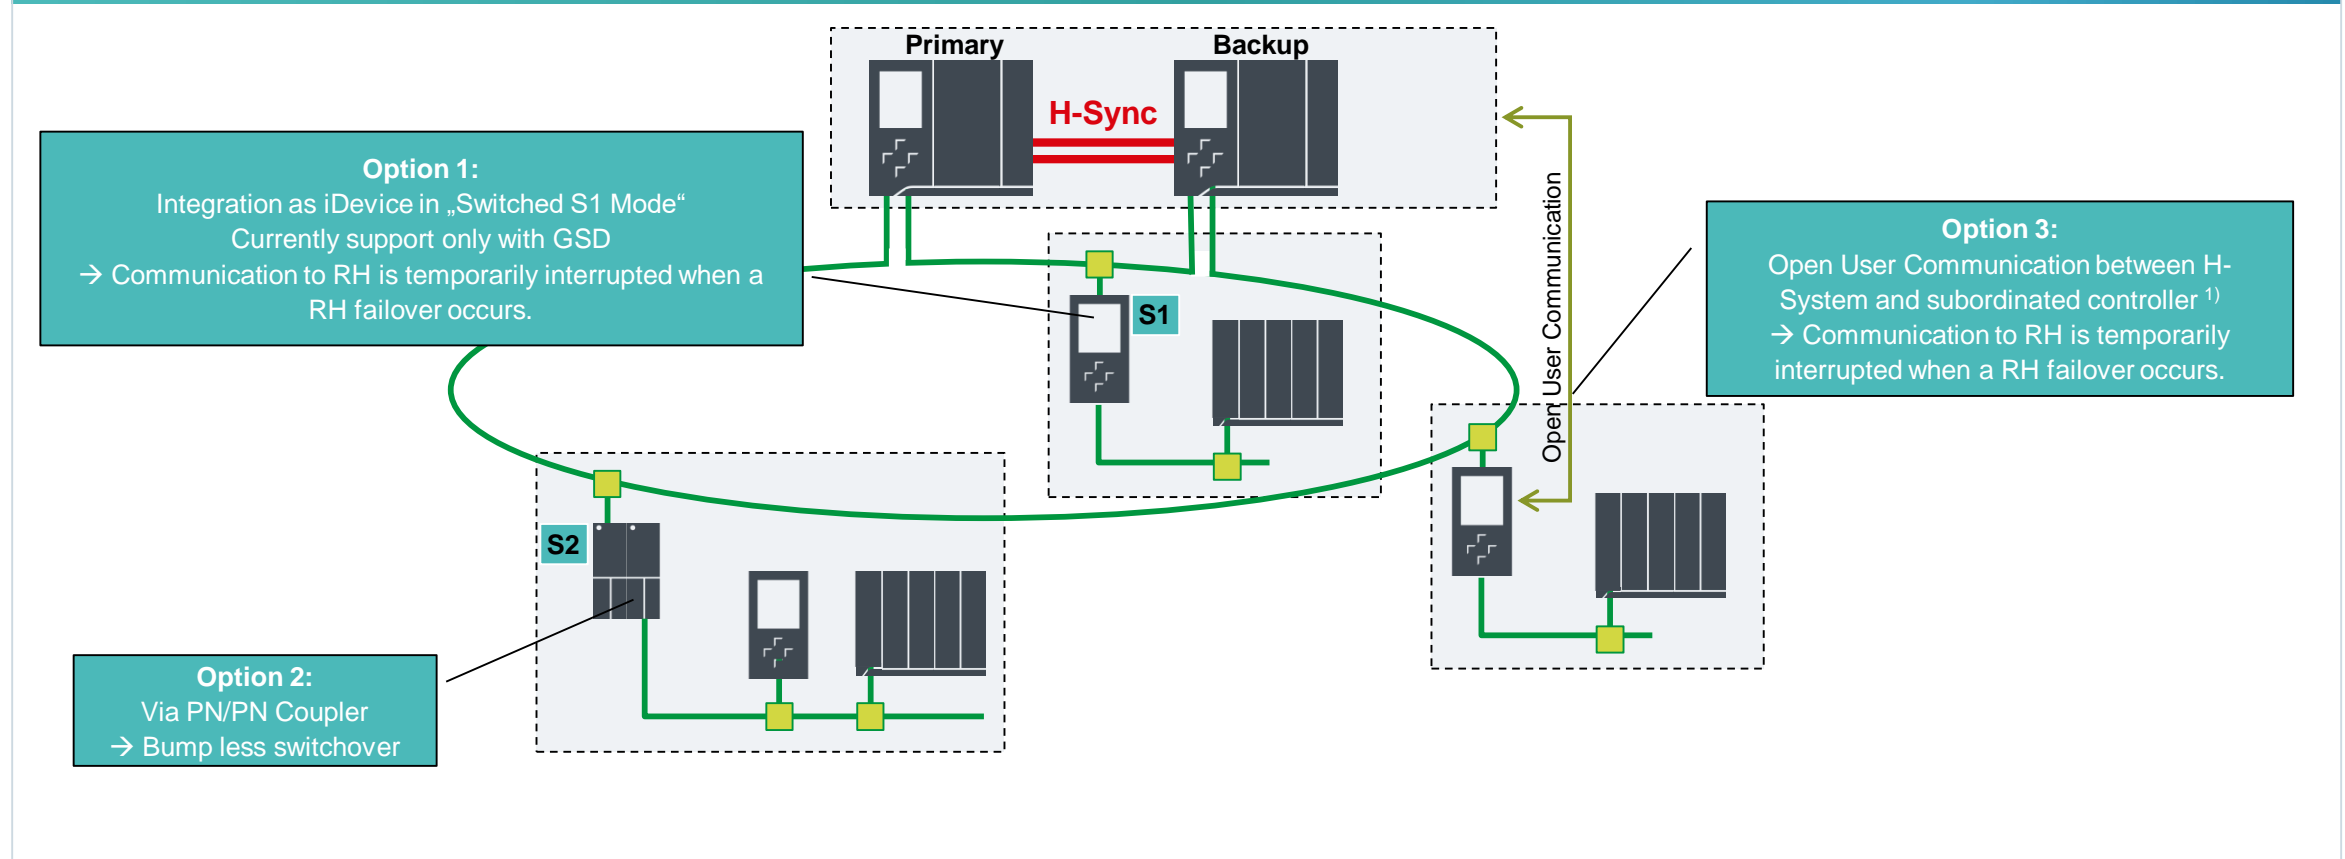 Primary
Backup
H-Sync
Option 1:
Integration as iDevice in „Switched S1 Mode“
Currently support only with GSD
→ Communication to RH is temporarily interrupted when a
RH failover occurs.
S1
Open User Communication
Option 3:
Open User Communication between H-
System and subordinated controller 1)
→ Communication to RH is temporarily
interrupted when a RH failover occurs.
S2
Option 2:
Via PN/PN Coupler
→ Bump less switchover